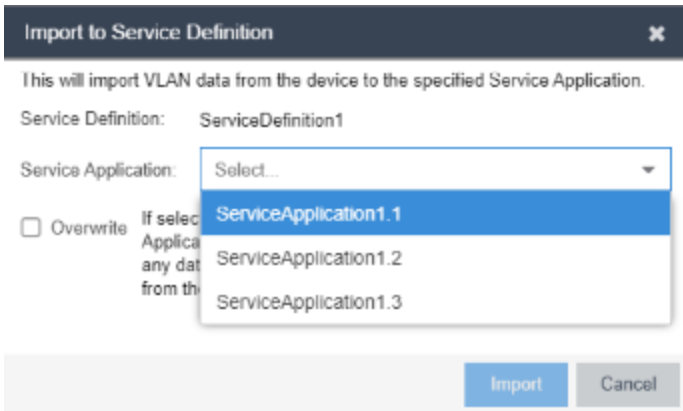 Import to Service Definition
This will import VLAN data from the device to the specified Service Application.
Service Definition: ServiceDefinition1
Service Application: Select...
ServiceApplication1.1
ServiceApplication1.2
ServiceApplication1.3
Overwrite
If selec
Applica
any dat
from th
Import Cancel